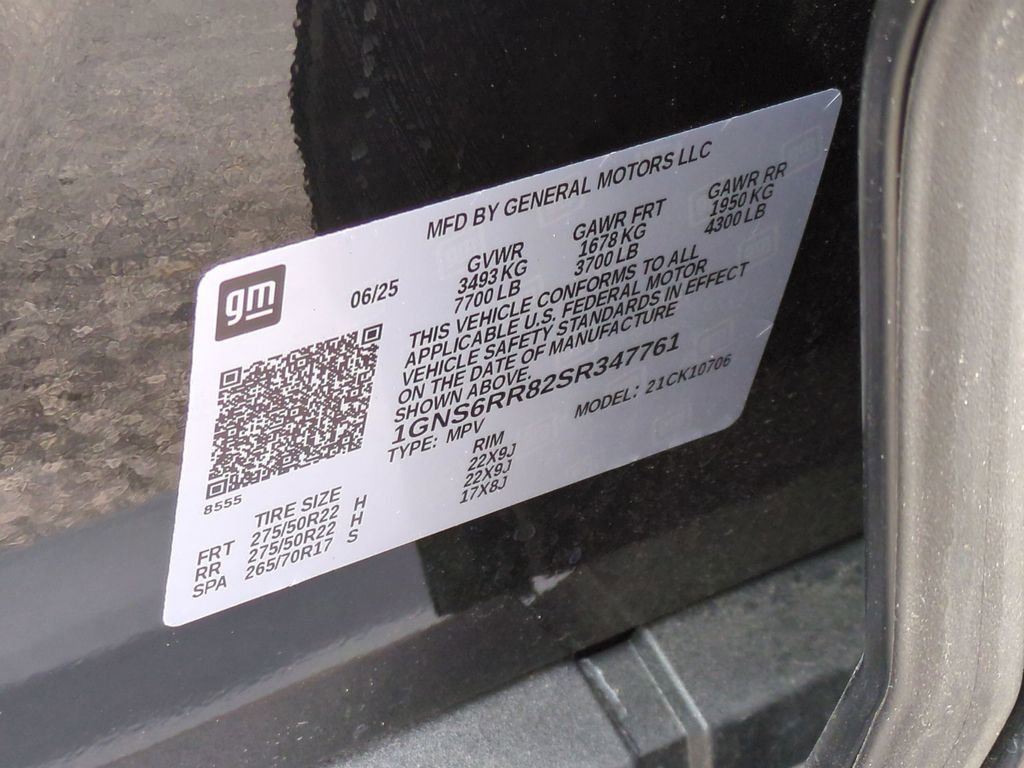 MFD BY GENERAL MOTORS LLC
gm
06/25
GVWR GAWR FRT GAWR RR
3493 KG 1678 KG 1950 KG
7700 LB 3700 LB 4300 LB
THIS VEHICLE CONFORMS TO ALL
APPLICABLE U.S. FEDERAL MOTOR
VEHICLE SAFETY STANDARDS IN EFFECT
ON THE DATE OF MANUFACTURE
SHOWN ABOVE.
1GNS6RR82SR347761
TYPE: MPV MODEL: 21CK10706
8555
TIRE SIZE RIM
FRT 275/50R22 H 22X9J
RR 275/50R22 H 22X9J
SPA 265/70R17 S 17X8J